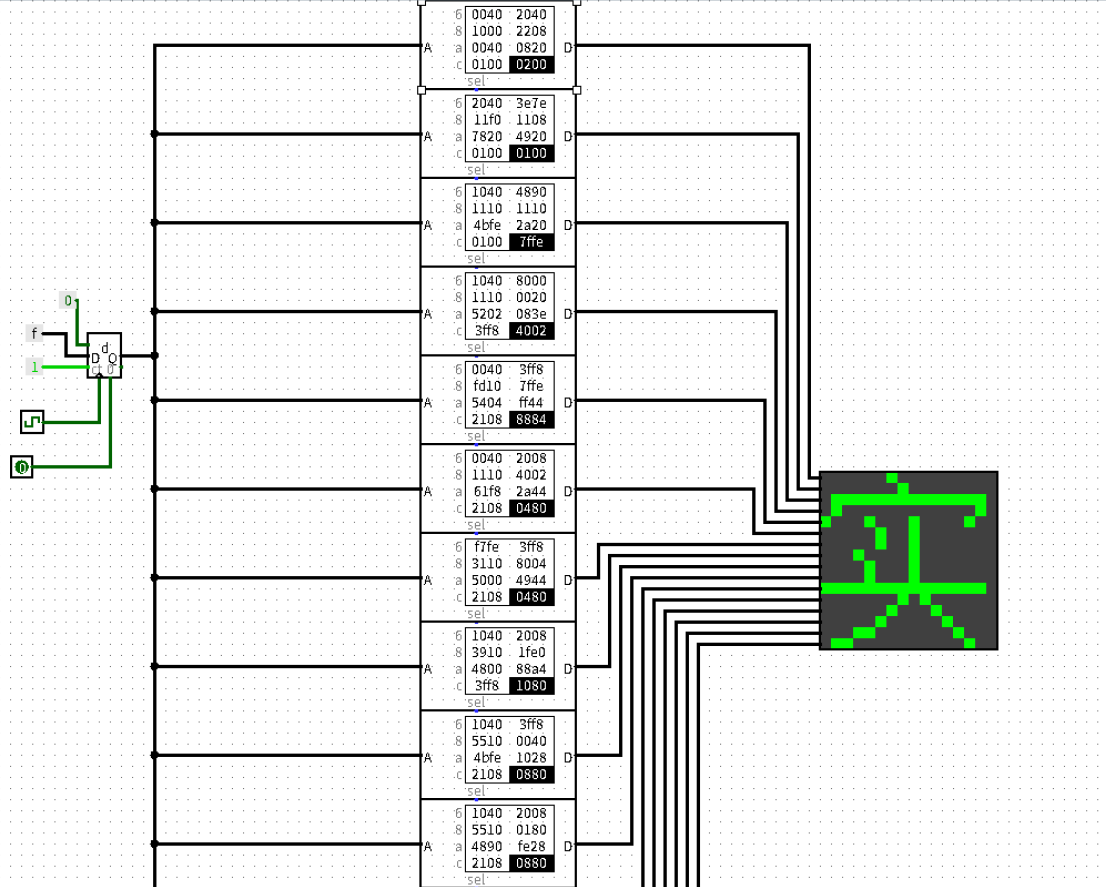 6 0040 2040
8 1000 2208
A a 0040 0820 D
c 0100 0200
sel
6 2040 3e7e
8 11f0 1108
A a 7820 4920 D
c 0100 0100
sel
6 1040 4890
8 1110 1110
A a 4bfe 2a20 D
c 0100 7ffe
sel
6 1040 8000
8 1110 0020
A a 5202 083e D
c 3ff8 4002
sel
6 0040 3ff8
8 fd10 7ffe
A a 5404 ff44 D
c 2108 8884
sel
6 0040 2008
8 1110 4002
A a 61f8 2a44 D
c 2108 0480
sel
6 f7fe 3ff8
8 3110 8004
A a 5000 4944 D
c 2108 0480
sel
6 1040 2008
8 3910 1fe0
A a 4800 88a4 D
c 3ff8 1080
sel
6 1040 3ff8
8 5510 0040
A a 4bfe 1028 D
c 2108 0880
sel
6 1040 2008
8 5510 0180
A a 4890 fe28 D
c 2108 0880
sel
0
f
1
d
D Q
0
实